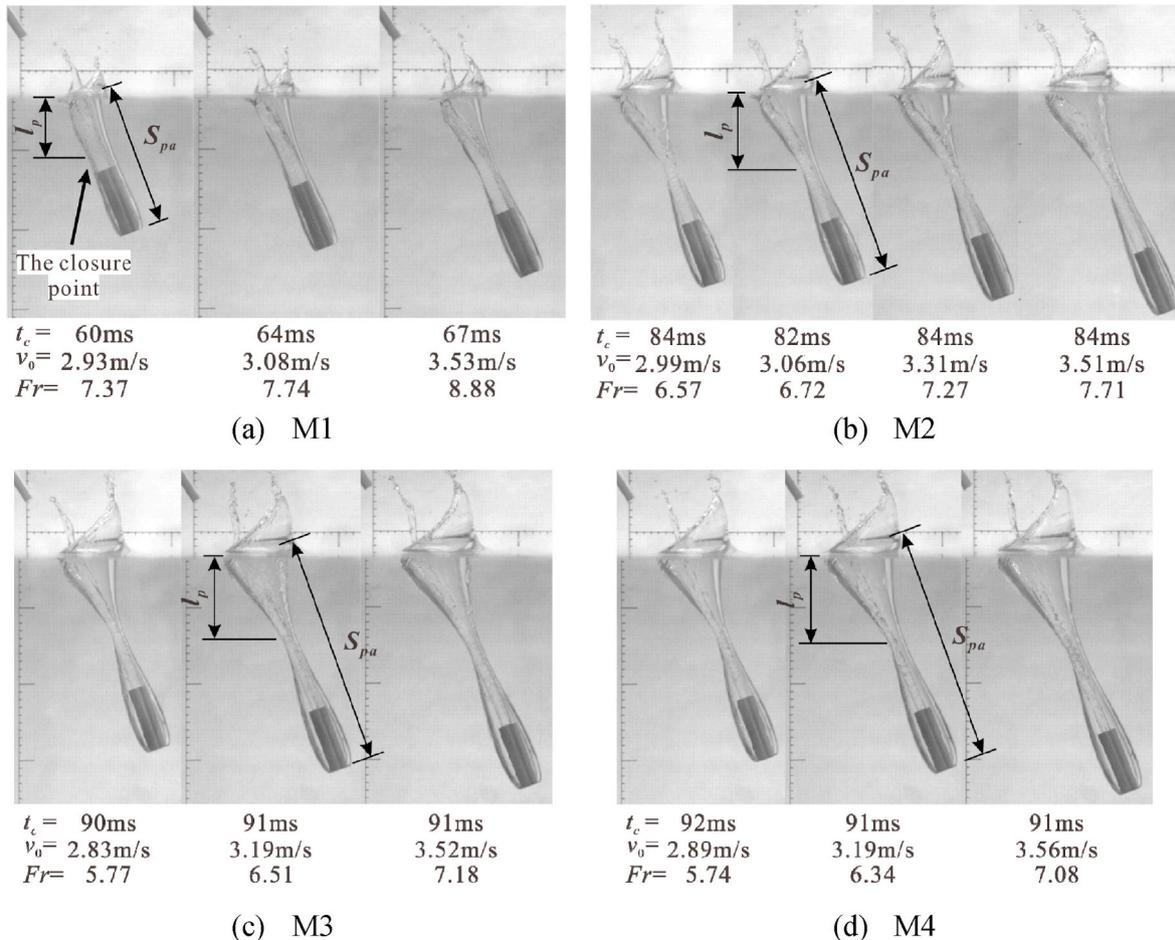 l_p
S_pa
The closure
point
t_c = 60ms 64ms 67ms
v_0= 2.93m/s 3.08m/s 3.53m/s
Fr= 7.37 7.74 8.88
(a) M1
l_p
S_pa
t_c = 84ms 82ms 84ms 84ms
v_0= 2.99m/s 3.06m/s 3.31m/s 3.51m/s
Fr= 6.57 6.72 7.27 7.71
(b) M2
l_p
S_pa
t_c = 90ms 91ms 91ms
v_0= 2.83m/s 3.19m/s 3.52m/s
Fr= 5.77 6.51 7.18
(c) M3
l_p
S_pa
t_c = 92ms 91ms 91ms
v_0= 2.89m/s 3.19m/s 3.56m/s
Fr= 5.74 6.34 7.08
(d) M4